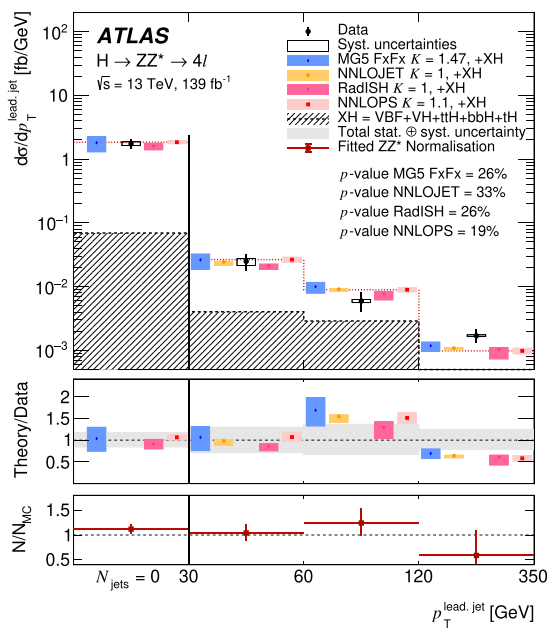 ATLAS
H → ZZ* → 4l
√s = 13 TeV, 139 fb⁻¹
Data
Syst. uncertainties
MG5 FxFx K = 1.47, +XH
NNLOJET K = 1, +XH
RadISH K = 1, +XH
NNLOPS K = 1.1, +XH
XH = VBF+VH+ttH+bbH+tH
Total stat. ⊕ syst. uncertainty
Fitted ZZ* Normalisation
p-value MG5 FxFx = 26%
p-value NNLOJET = 33%
p-value RadISH = 26%
p-value NNLOPS = 19%
dσ/dp_T^lead. jet [fb/GeV]
10²
10
1
10⁻¹
10⁻²
10⁻³
Theory/Data
2
1.5
1
0.5
N/N_MC
1.5
1
0.5
N_jets = 0
30
60
120
350
p_T^lead. jet [GeV]